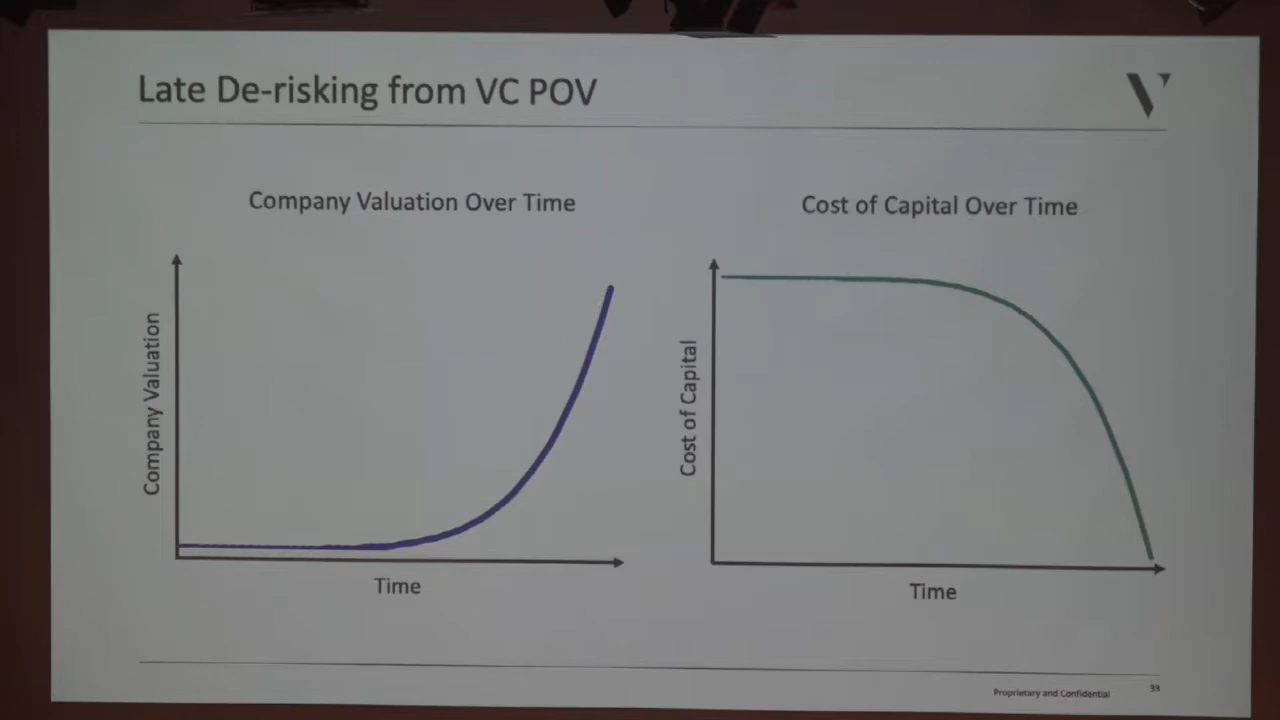 Late De-risking from VC POV
Company Valuation Over Time
Company Valuation
Time
Cost of Capital Over Time
Cost of Capital
Time
Proprietary and Confidential
33